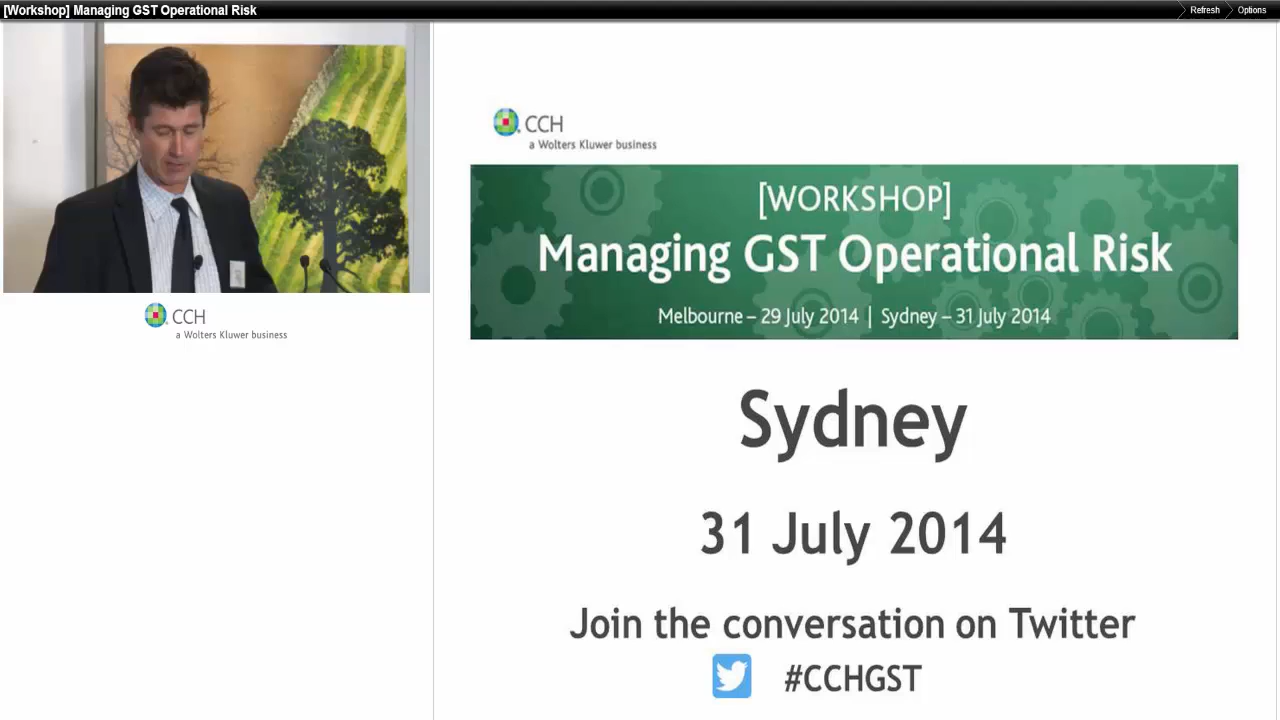 [Workshop] Managing GST Operational Risk
Refresh
Options
CCH
a Wolters Kluwer business
CCH
a Wolters Kluwer business
[WORKSHOP]
Managing GST Operational Risk
Melbourne – 29 July 2014 | Sydney – 31 July 2014
Sydney
31 July 2014
Join the conversation on Twitter
#CCHGST